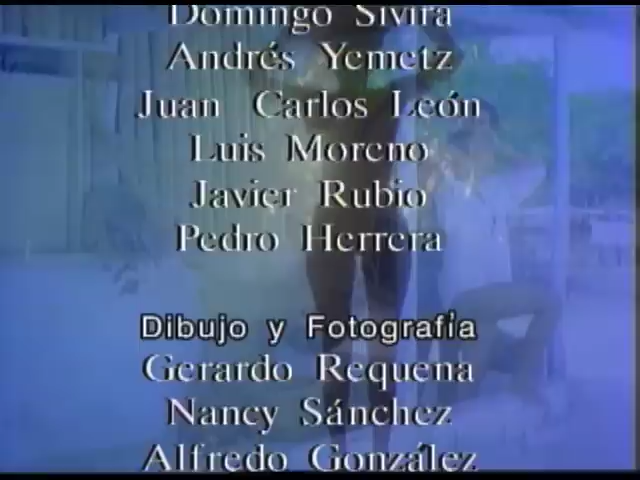 Domingo Sivira
Andrés Yemetz
Juan Carlos León
Luis Moreno
Javier Rubio
Pedro Herrera
Dibujo y Fotografía
Gerardo Requena
Nancy Sánchez
Alfredo González